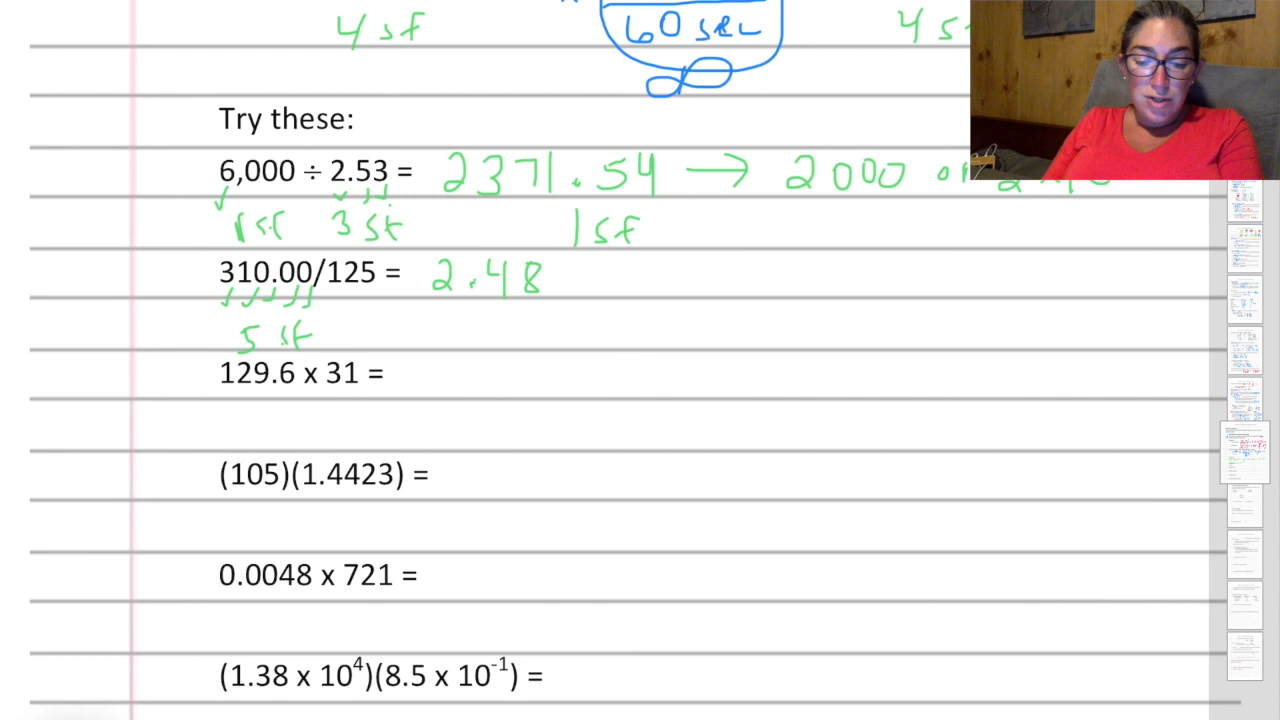 4 sf 60 sec 4 s
Try these:
6,000 ÷ 2.53 = 2371.54 → 2000 or
1 sf 3 sf 1 sf
310.00/125 = 2.48
5 sf
129.6 x 31 =
(105)(1.4423) =
0.0048 x 721 =
(1.38 x 10⁴)(8.5 x 10⁻¹) =